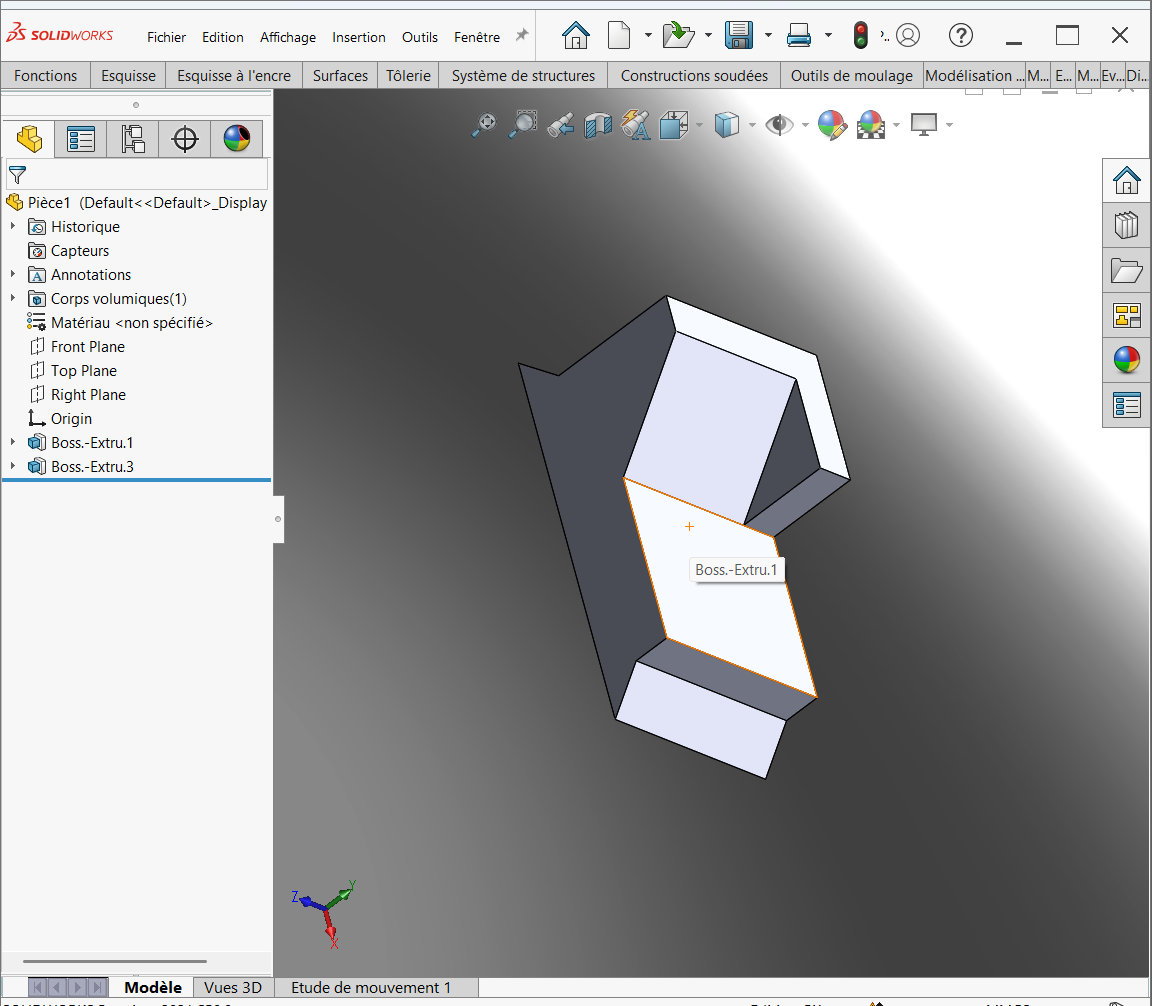 SOLIDWORKS Fichier Edition Affichage Insertion Outils Fenêtre
Fonctions Esquisse Esquisse à l'encre Surfaces Tôlerie Système de structures Constructions soudées Outils de moulage Modélisation ... M... E... M... Ev... Di...
Pièce1 (Default<<Default>_Display
Historique
Capteurs
Annotations
Corps volumiques(1)
Matériau <non spécifié>
Front Plane
Top Plane
Right Plane
Origin
Boss.-Extru.1
Boss.-Extru.3
Boss.-Extru.1
Z Y
X
Modèle Vues 3D Etude de mouvement 1